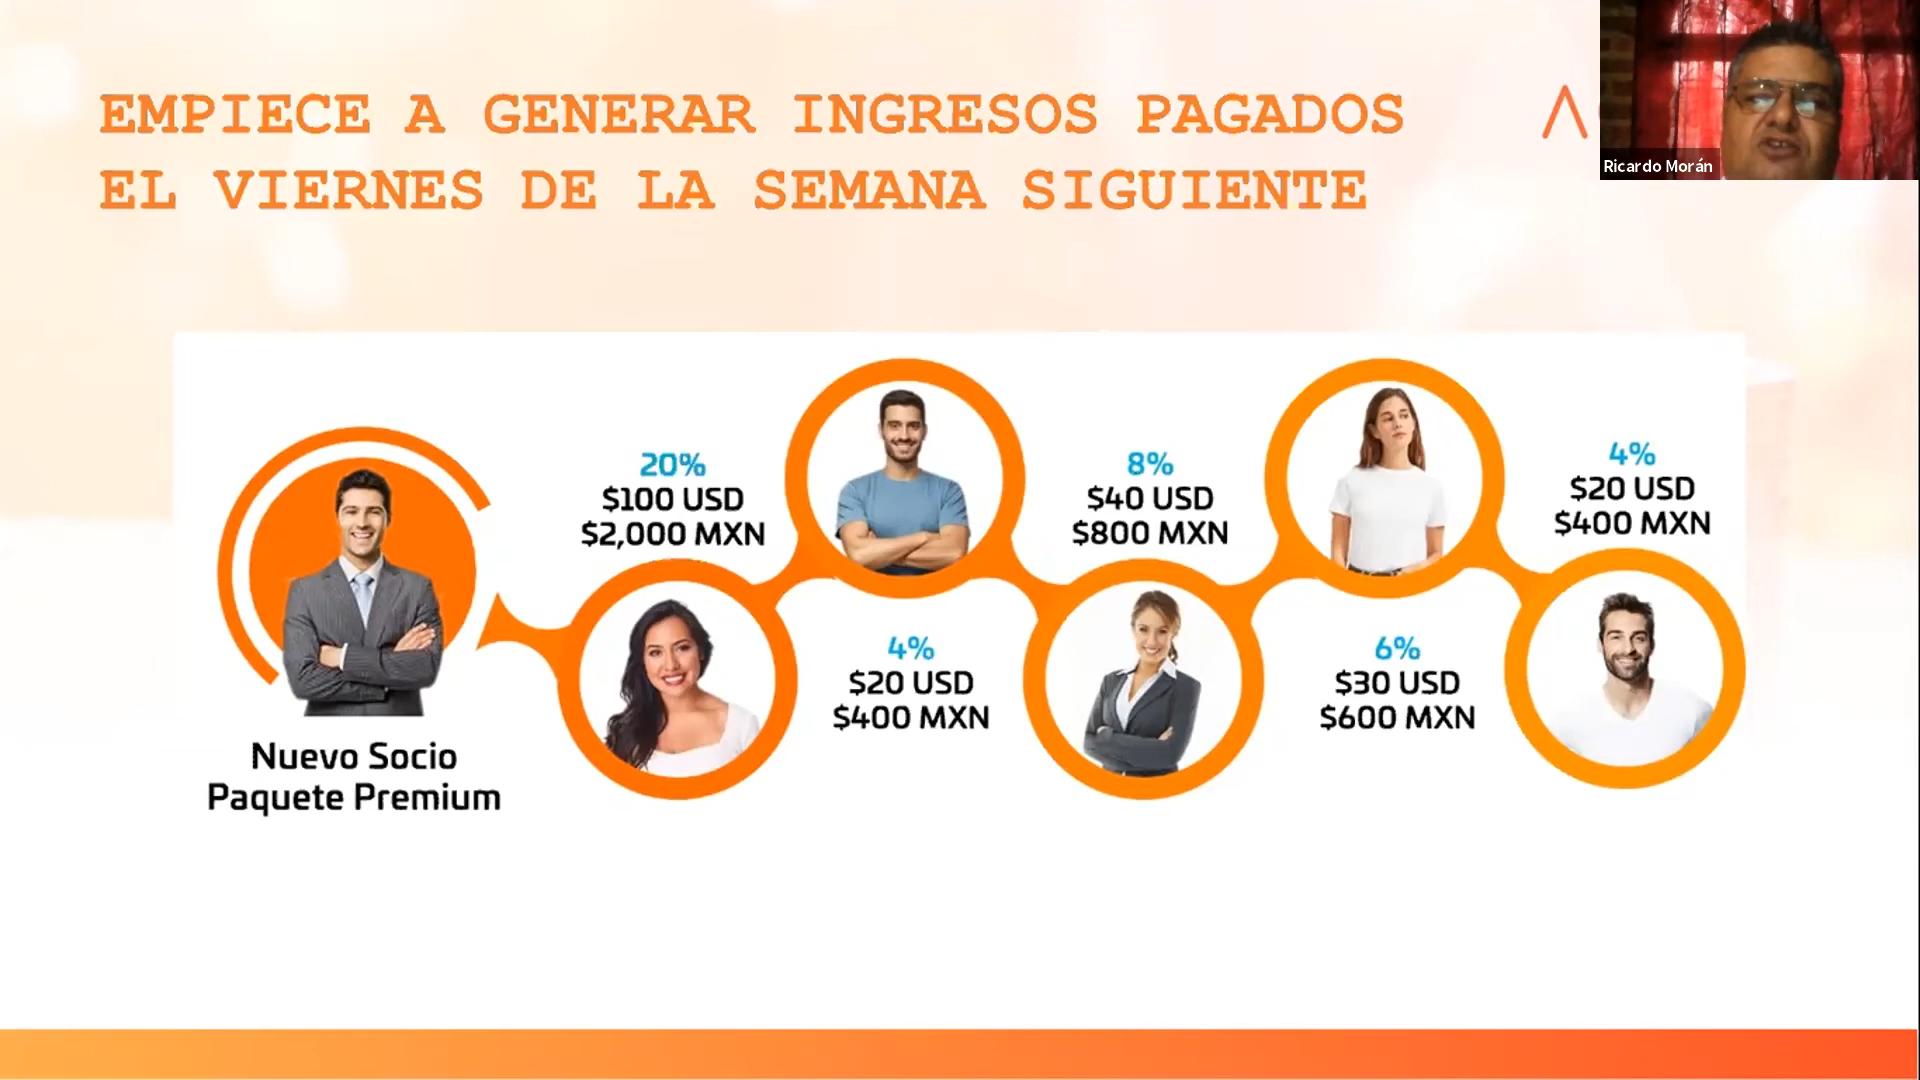 EMPIECE A GENERAR INGRESOS PAGADOS
EL VIERNES DE LA SEMANA SIGUIENTE
Ricardo Morán
20%
$100 USD
$2,000 MXN
4%
$20 USD
$400 MXN
8%
$40 USD
$800 MXN
6%
$30 USD
$600 MXN
4%
$20 USD
$400 MXN
Nuevo Socio
Paquete Premium